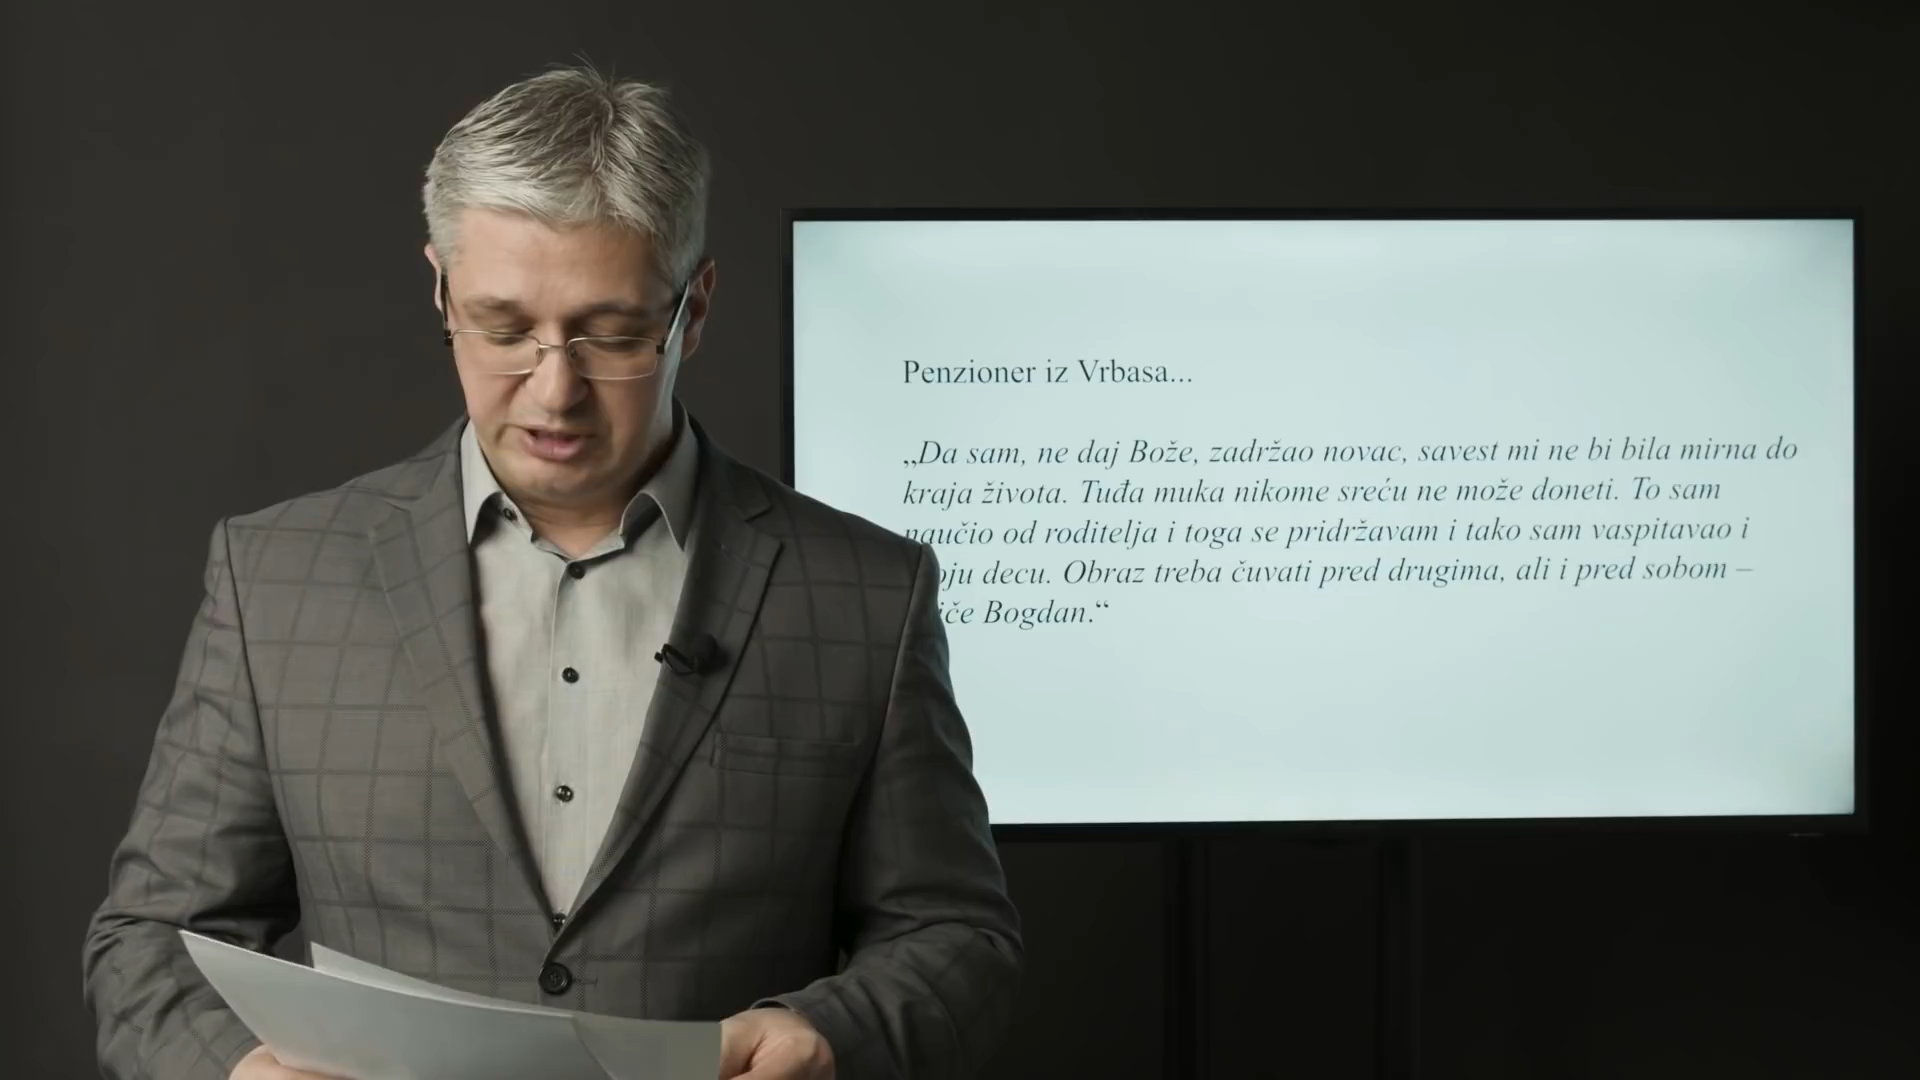 Penzioner iz Vrbasa...
„Da sam, ne daj Bože, zadržao novac, savest mi ne bi bila mirna do
kraja života. Tuđa muka nikome sreću ne može doneti. To sam
naučio od roditelja i toga se pridržavam i tako sam vaspitavao i
decu. Obraz treba čuvati pred drugima, ali i pred sobom –
Bogdan.“